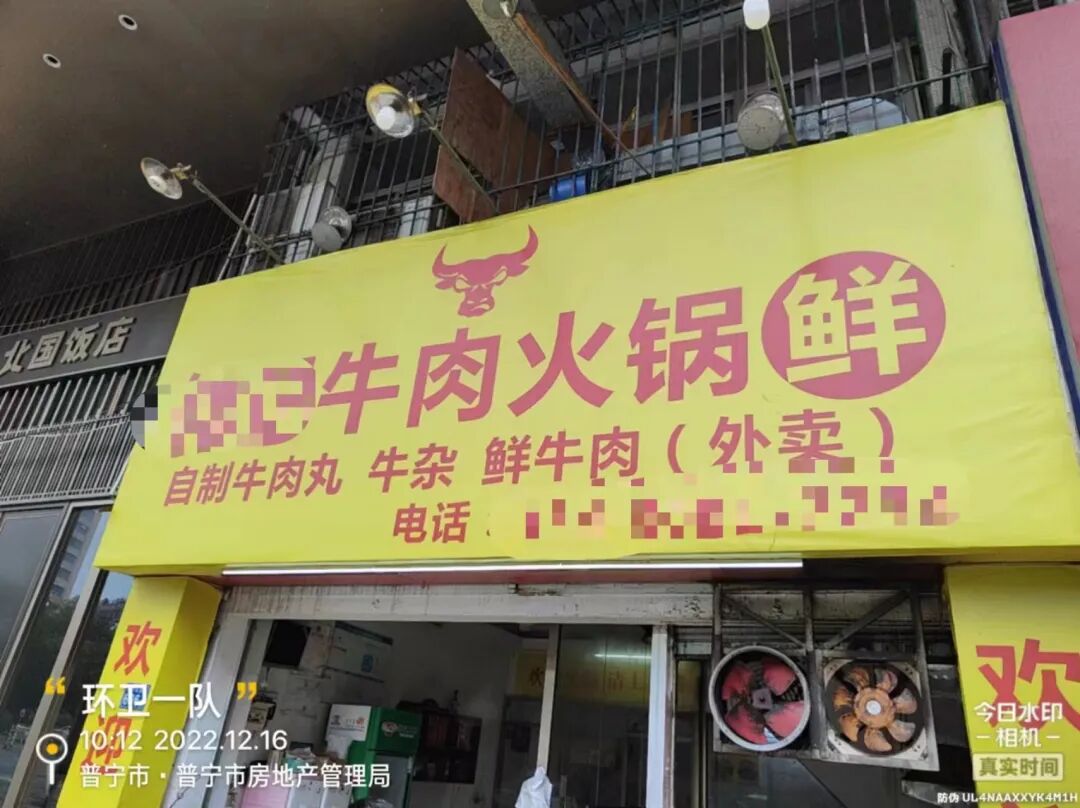 北国饭店
牛肉火锅鲜
自制牛肉丸 牛杂 鲜牛肉（外卖）
电话：
欢迎
欢
环卫一队
10:12 2022.12.16
普宁市·普宁市房地产管理局
今日水印
-相机-
真实时间
防伪 UL4NAAXXYK4M1H